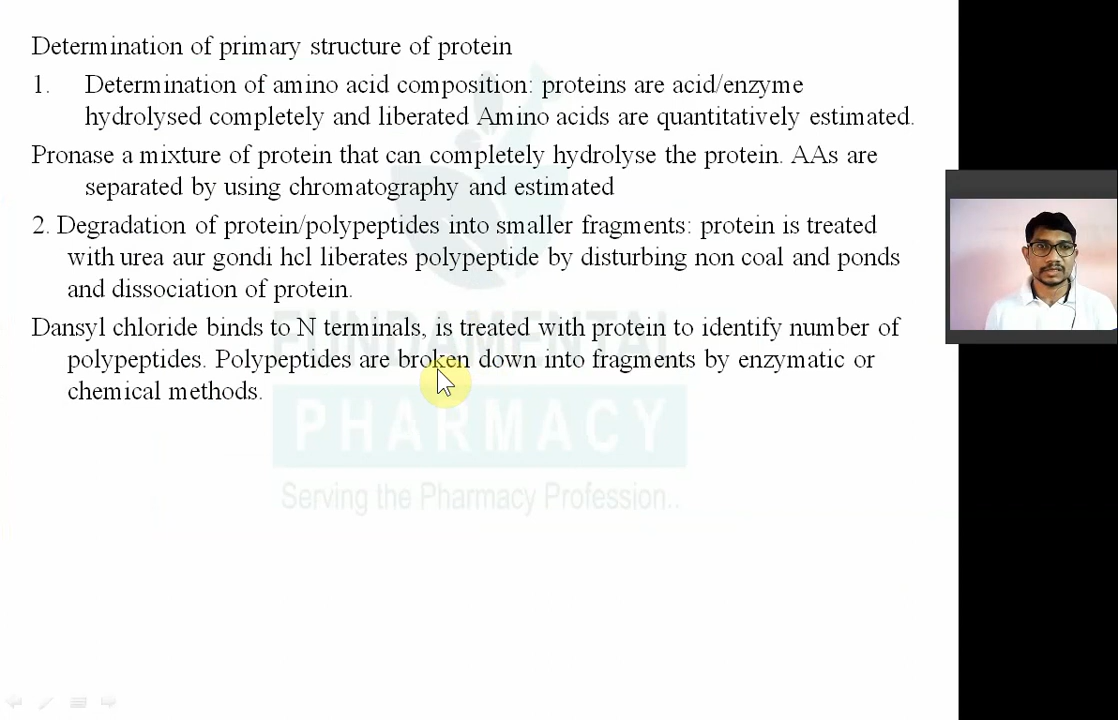 Determination of primary structure of protein
1. Determination of amino acid composition: proteins are acid/enzyme
hydrolysed completely and liberated Amino acids are quantitatively estimated.
Pronase a mixture of protein that can completely hydrolyse the protein. AAs are
separated by using chromatography and estimated
2. Degradation of protein/polypeptides into smaller fragments: protein is treated
with urea aur gondi hcl liberates polypeptide by disturbing non coal and ponds
and dissociation of protein.
Dansyl chloride binds to N terminals, is treated with protein to identify number of
polypeptides. Polypeptides are broken down into fragments by enzymatic or
chemical methods.
FUNDAMENTAL
PHARMACY
Serving the Pharmacy Profession..